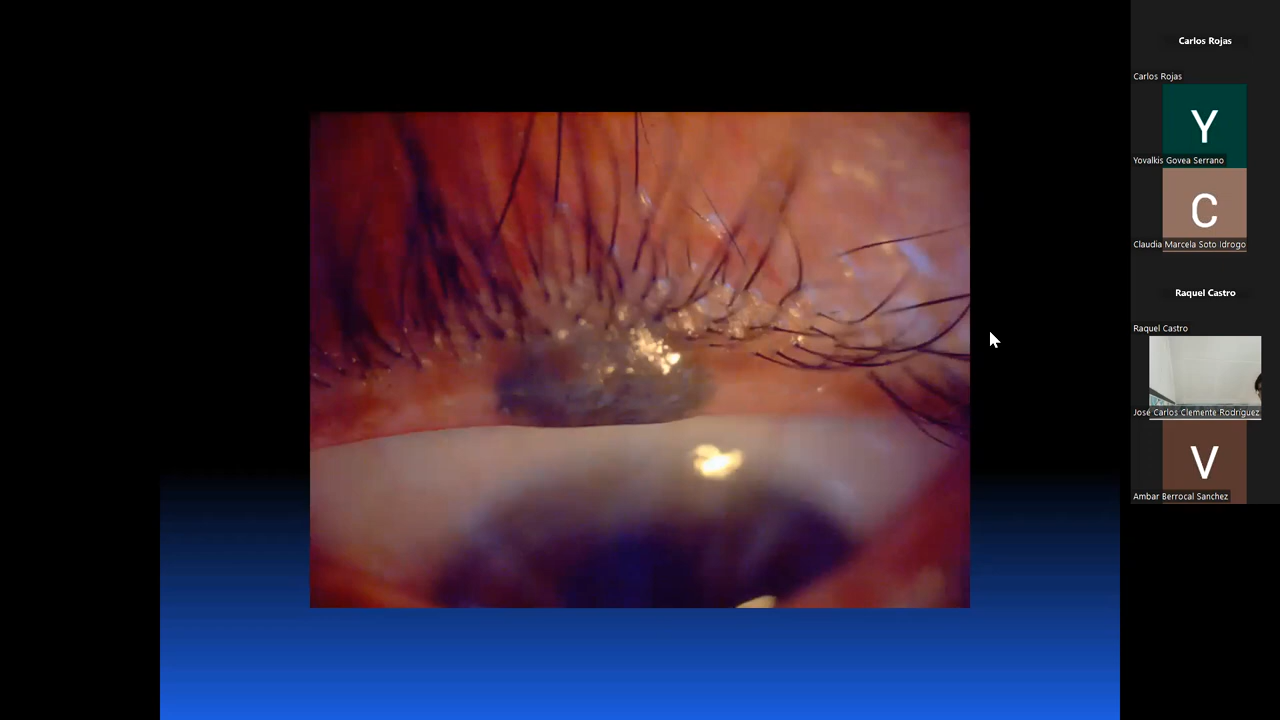 Carlos Rojas
Carlos Rojas
Y
Yovalkis Govea Serrano
C
Claudia Marcela Soto Idrogo
Raquel Castro
Raquel Castro
José Carlos Clemente Rodríguez
V
Ambar Berrocal Sanchez